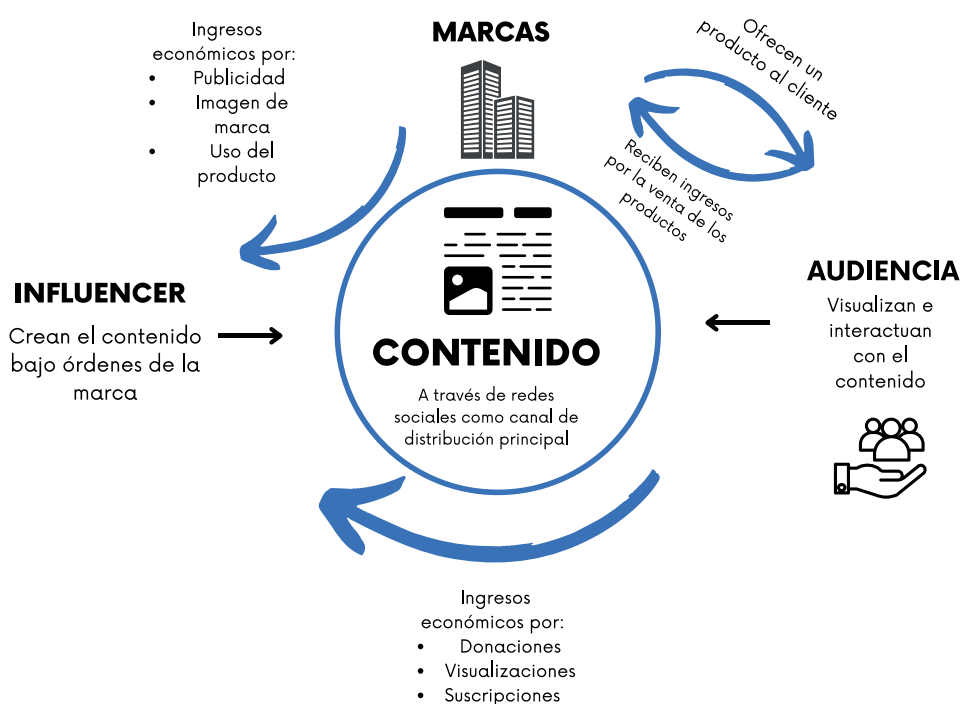 Ingresos
económicos por:
• Publicidad
• Imagen de
marca
• Uso del
producto
MARCAS
Ofrecen un
producto al cliente
Reciben ingresos
por la venta de los
productos
INFLUENCER
Crean el contenido
bajo órdenes de la
marca
CONTENIDO
A través de redes
sociales como canal de
distribución principal
AUDIENCIA
Visualizan e
interactuan
con el
contenido
Ingresos
económicos por:
• Donaciones
• Visualizaciones
• Suscripciones